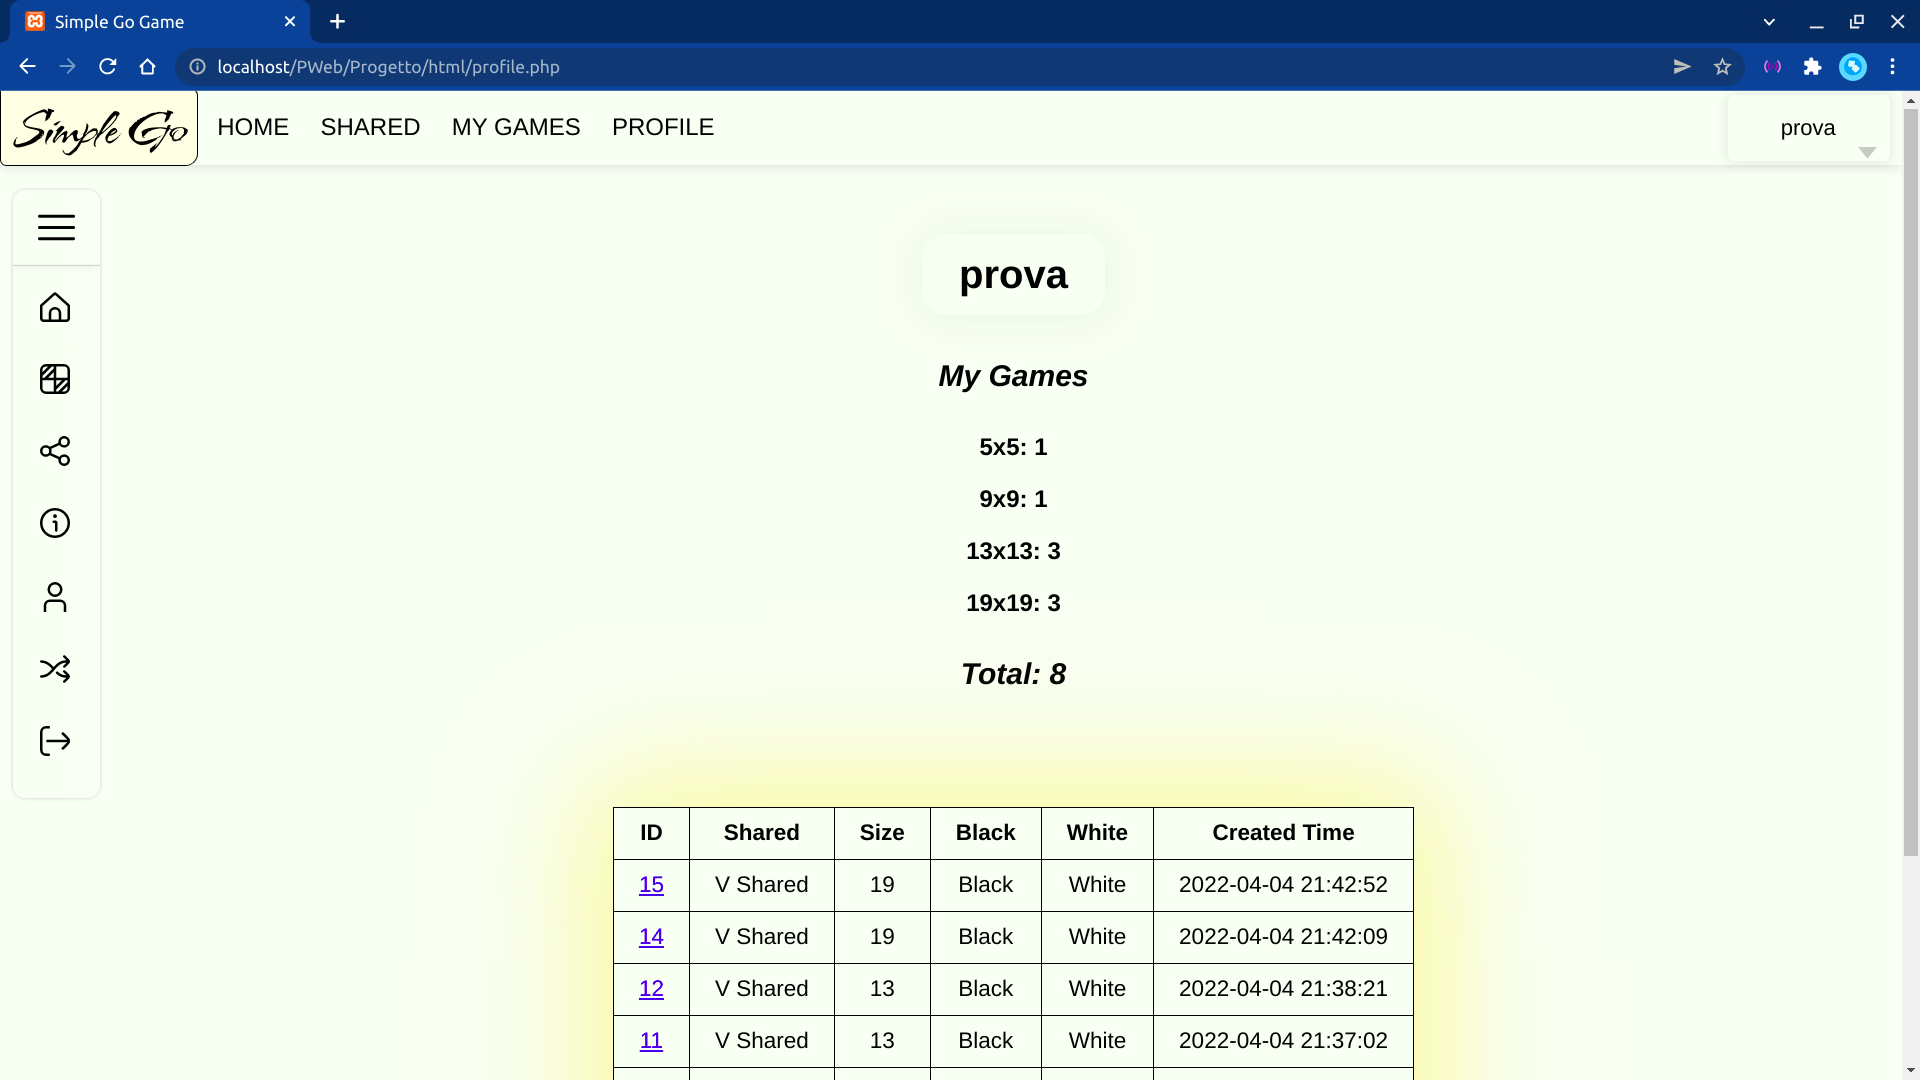 Simple Go Game
localhost/PWeb/Progetto/html/profile.php
Simple Go HOME SHARED MY GAMES PROFILE prova
prova
My Games
5x5: 1
9x9: 1
13x13: 3
19x19: 3
Total: 8
ID Shared Size Black White Created Time
15 V Shared 19 Black White 2022-04-04 21:42:52
14 V Shared 19 Black White 2022-04-04 21:42:09
12 V Shared 13 Black White 2022-04-04 21:38:21
11 V Shared 13 Black White 2022-04-04 21:37:02